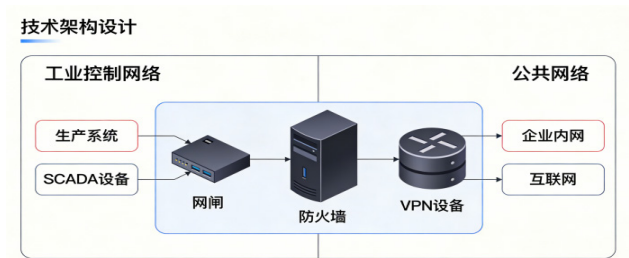 技术架构设计
工业控制网络
公共网络
生产系统
SCADA设备
网闸
防火墙
VPN设备
企业内网
互联网